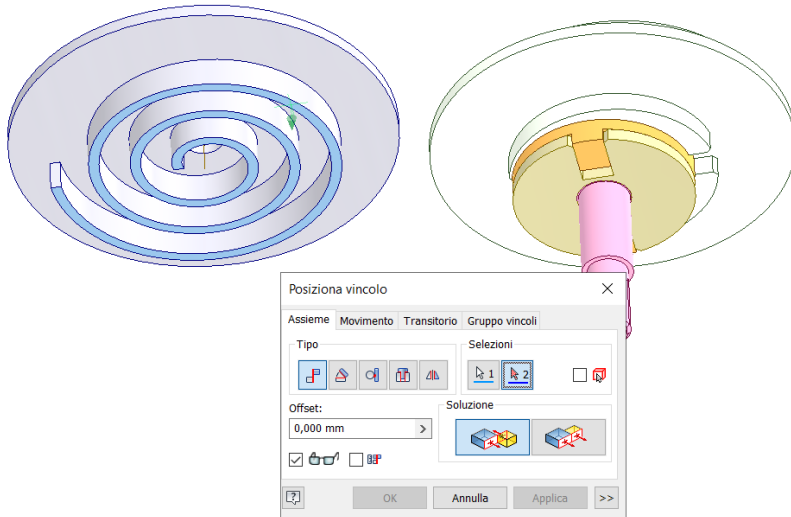 Posiziona vincolo
Assieme Movimento Transitorio Gruppo vincoli
Tipo Selezioni
1 2
Offset: Soluzione
0,000 mm
OK Annulla Applica >>